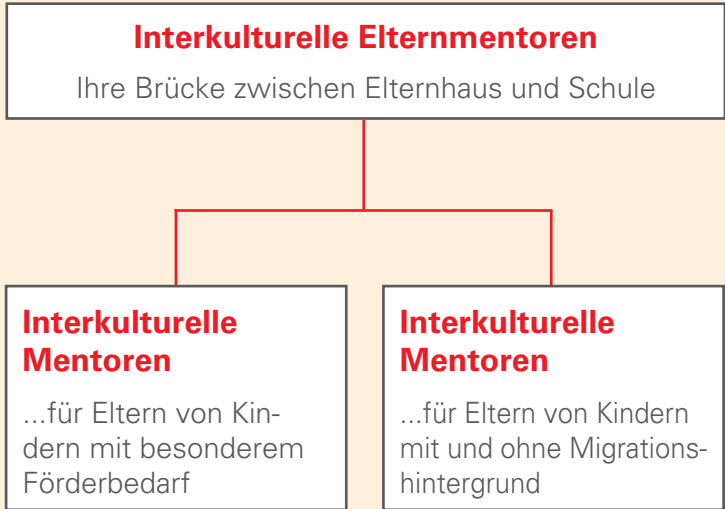 Interkulturelle Elternmentoren
Ihre Brücke zwischen Elternhaus und Schule
Interkulturelle
Mentoren
...für Eltern von Kin-
dern mit besonderem
Förderbedarf
Interkulturelle
Mentoren
...für Eltern von Kindern
mit und ohne Migrations-
hintergrund